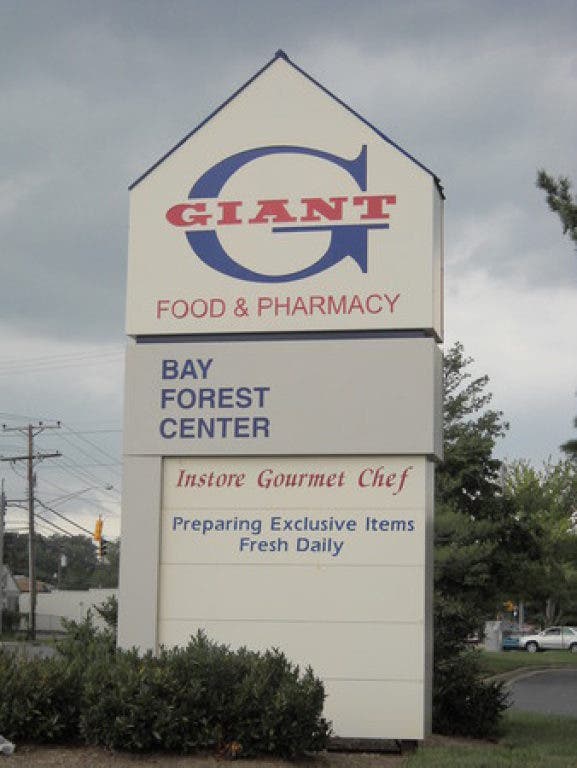 GIANT
FOOD & PHARMACY
BAY
FOREST
CENTER
Instore Gourmet Chef
Preparing Exclusive Items
Fresh Daily